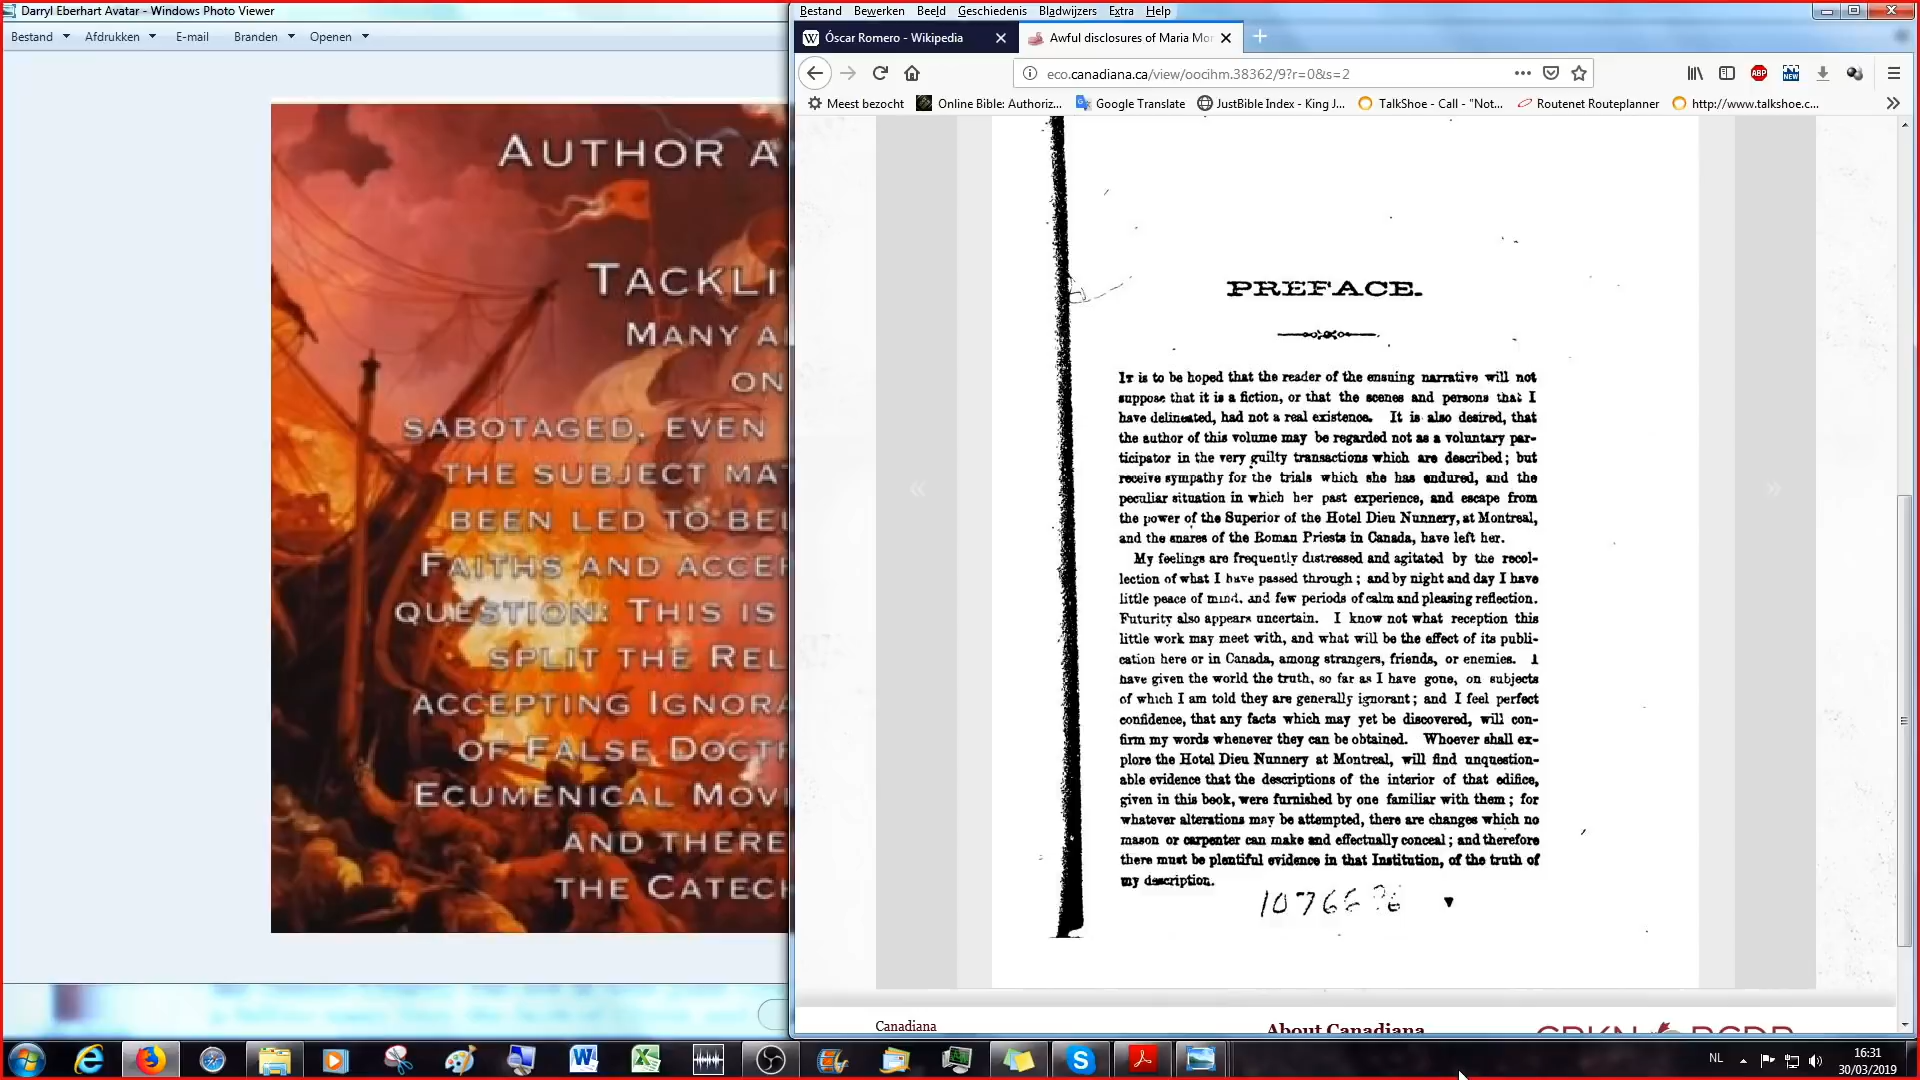 Darryl Eberhart Avatar - Windows Photo Viewer
Bestand Afdrukken E-mail Branden Openen
AUTHOR A
TACKLI
MANY A
ON
SABOTAGED, EVEN
THE SUBJECT MAT
BEEN LED TO BE
FAITHS AND ACCE
QUESTION: THIS IS
SPLIT THE REL
ACCEPTING IGNOR
OF FALSE DOCT
ECUMENICAL MOV
AND THERE
THE CATECH
Bestand Bewerken Beeld Geschiedenis Bladwijzers Extra Help
Óscar Romero - Wikipedia
Awful disclosures of Maria Mo
eco.canadiana.ca/view/oocihm.38362/9?r=0&s=2
ABP NEW
Meest bezocht Online Bible: Authoriz... Google Translate JustBible Index - King J... TalkShoe - Call - "Not... Routenet Routeplanner http://www.talkshoe.c...
PREFACE.
IT is to be hoped that the reader of the ensuing narrative will not
suppose that it is a fiction, or that the scenes and persons that I
have delineated, had not a real existence. It is also desired, that
the author of this volume may be regarded not as a voluntary par-
ticipator in the very guilty transactions which are described; but
receive sympathy for the trials which she has endured, and the
peculiar situation in which her past experience, and escape from
the power of the Superior of the Hotel Dieu Nunnery, at Montreal,
and the snares of the Roman Priests in Canada, have left her.
My feelings are frequently distressed and agitated by the recol-
lection of what I have passed through; and by night and day I have
little peace of mind, and few periods of calm and pleasing reflection.
Futurity also appears uncertain. I know not what reception this
little work may meet with, and what will be the effect of its publi-
cation here or in Canada, among strangers, friends, or enemies. I
have given the world the truth, so far as I have gone, on subjects
of which I am told they are generally ignorant; and I feel perfect
confidence, that any facts which may yet be discovered, will con-
firm my words whenever they can be obtained. Whoever shall ex-
plore the Hotel Dieu Nunnery at Montreal, will find unquestion-
able evidence that the descriptions of the interior of that edifice,
given in this book, were furnished by one familiar with them; for
whatever alterations may be attempted, there are changes which no
mason or carpenter can make and effectually conceal; and therefore
there must be plentiful evidence in that Institution, of the truth of
my description.
Canadiana
About Canadiana
NL
16:31
30/03/2019